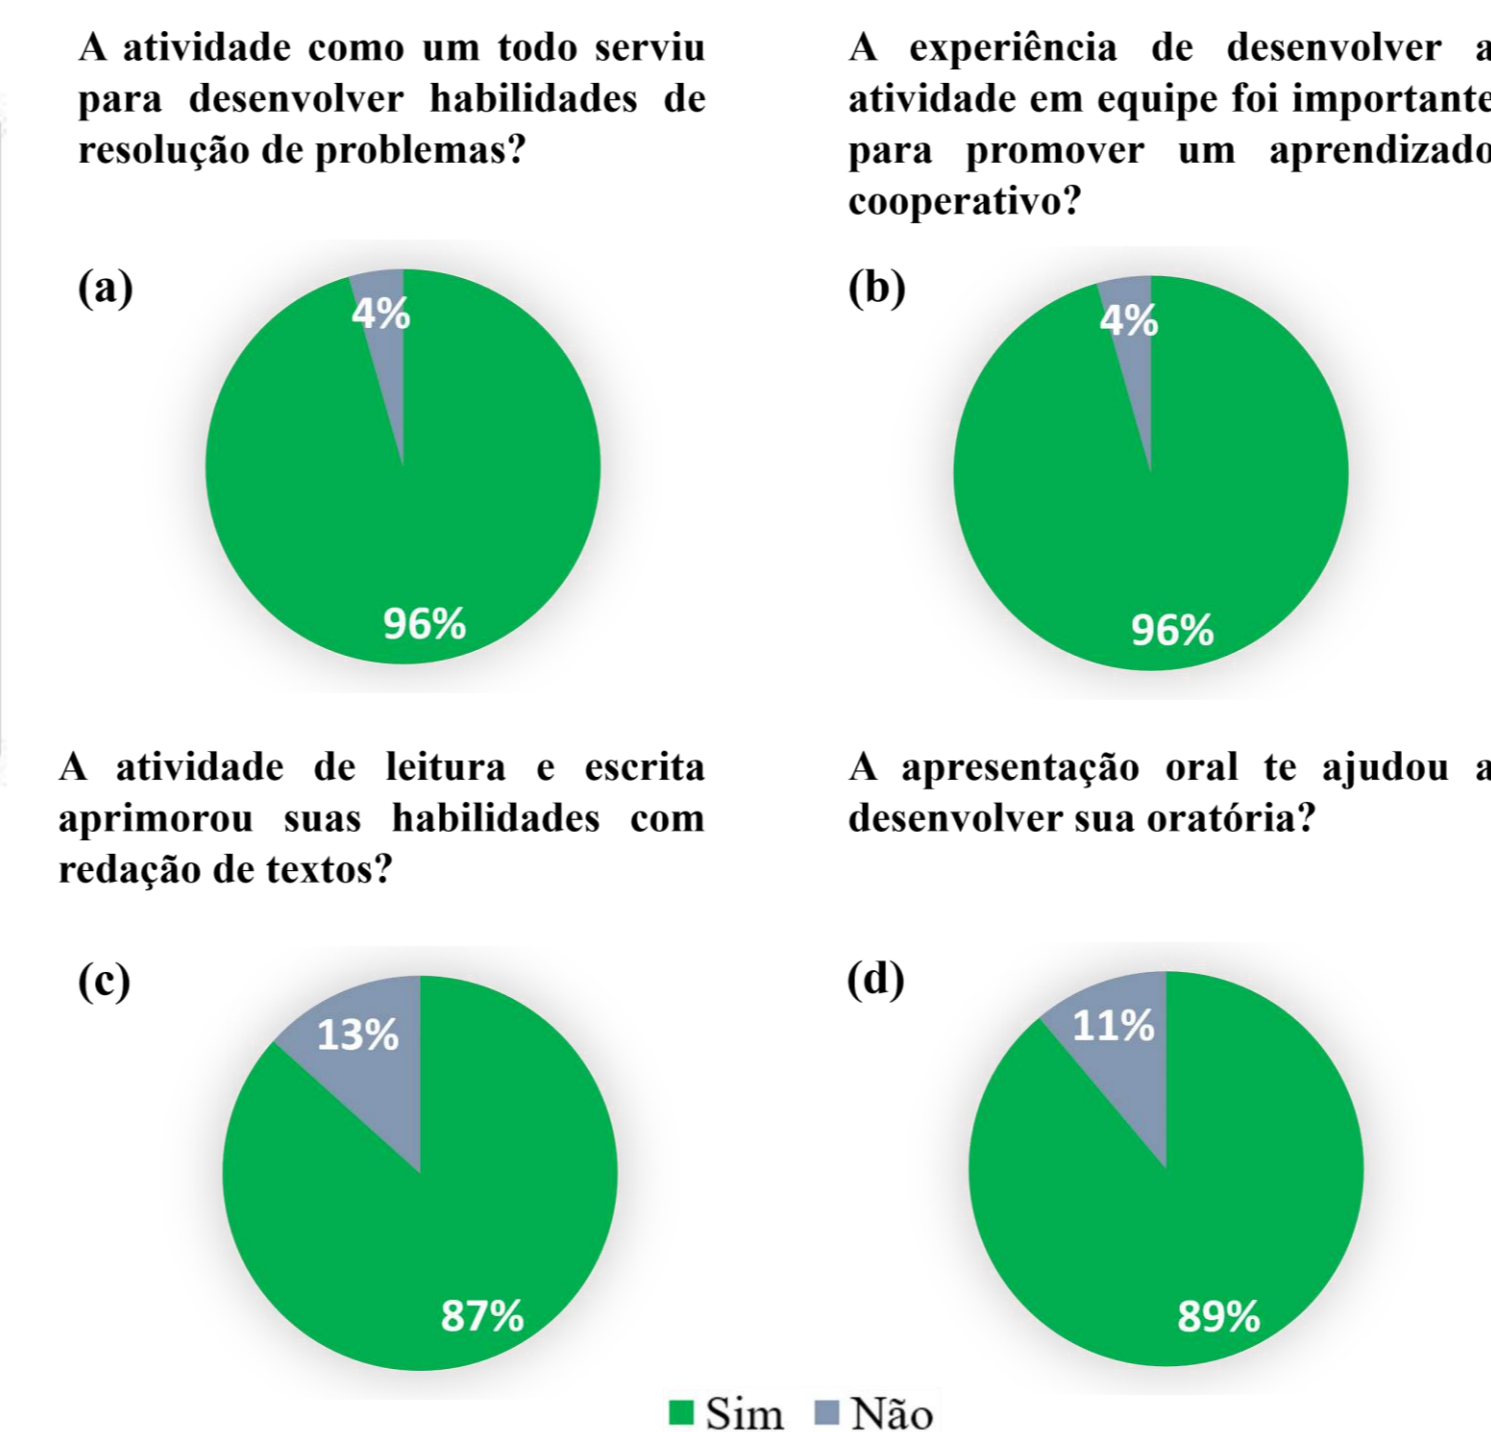 A atividade como um todo serviu
para desenvolver habilidades de
resolução de problemas?
A experiência de desenvolver a
atividade em equipe foi importante
para promover um aprendizado
cooperativo?
(a)
4%
96%
(b)
4%
96%
A atividade de leitura e escrita
aprimorou suas habilidades com
redação de textos?
A apresentação oral te ajudou a
desenvolver sua oratória?
(c)
13%
87%
(d)
11%
89%
Sim Não